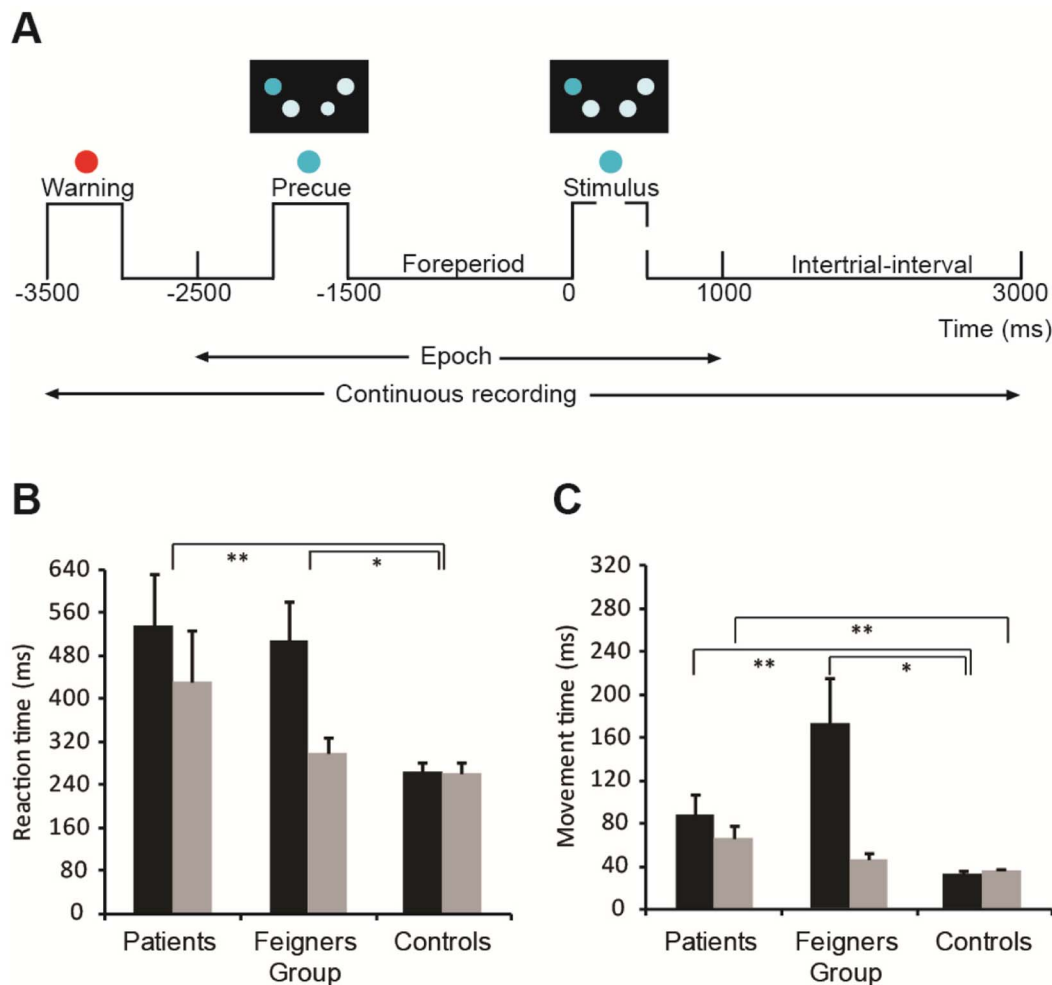 A
Warning
Precue
Stimulus
Foreperiod
Intertrial-interval
-3500
-2500
-1500
0
1000
3000
Time (ms)
Epoch
Continuous recording
B
**
*
Reaction time (ms)
640
560
480
400
320
240
160
80
0
Patients
Feigners
Controls
Group
C
**
**
*
Movement time (ms)
320
280
240
200
160
120
80
40
0
Patients
Feigners
Controls
Group